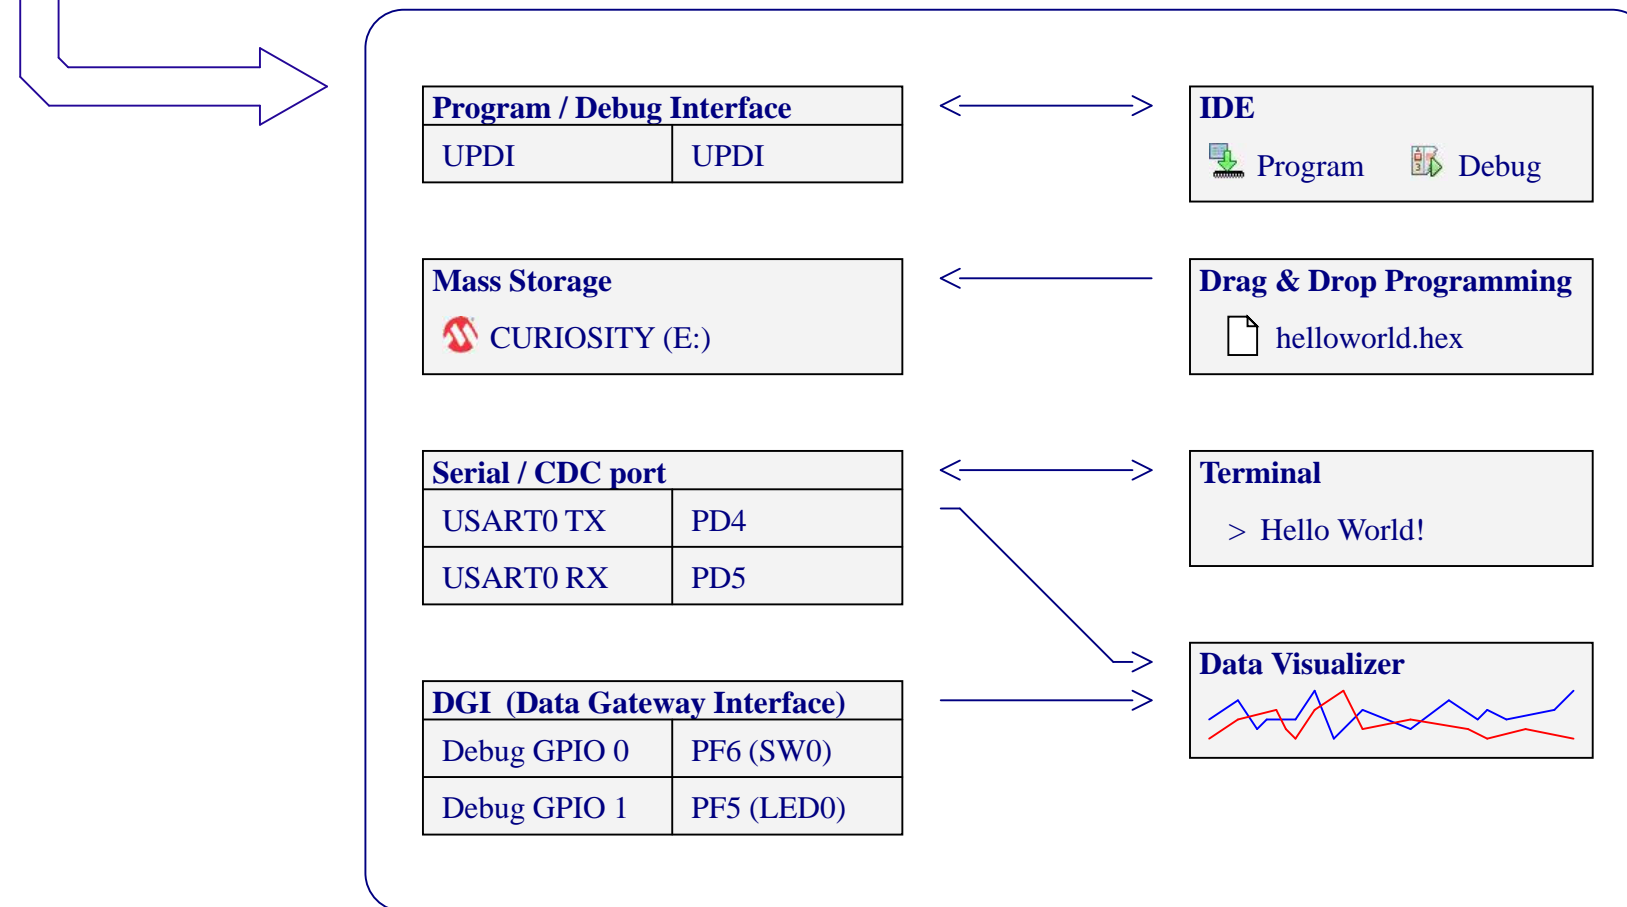 Program / Debug Interface
UPDI UPDI
IDE
Program Debug
Mass Storage
CURIOSITY (E:)
Drag & Drop Programming
helloworld.hex
Serial / CDC port
USART0 TX PD4
USART0 RX PD5
Terminal
> Hello World!
DGI (Data Gateway Interface)
Debug GPIO 0 PF6 (SW0)
Debug GPIO 1 PF5 (LED0)
Data Visualizer